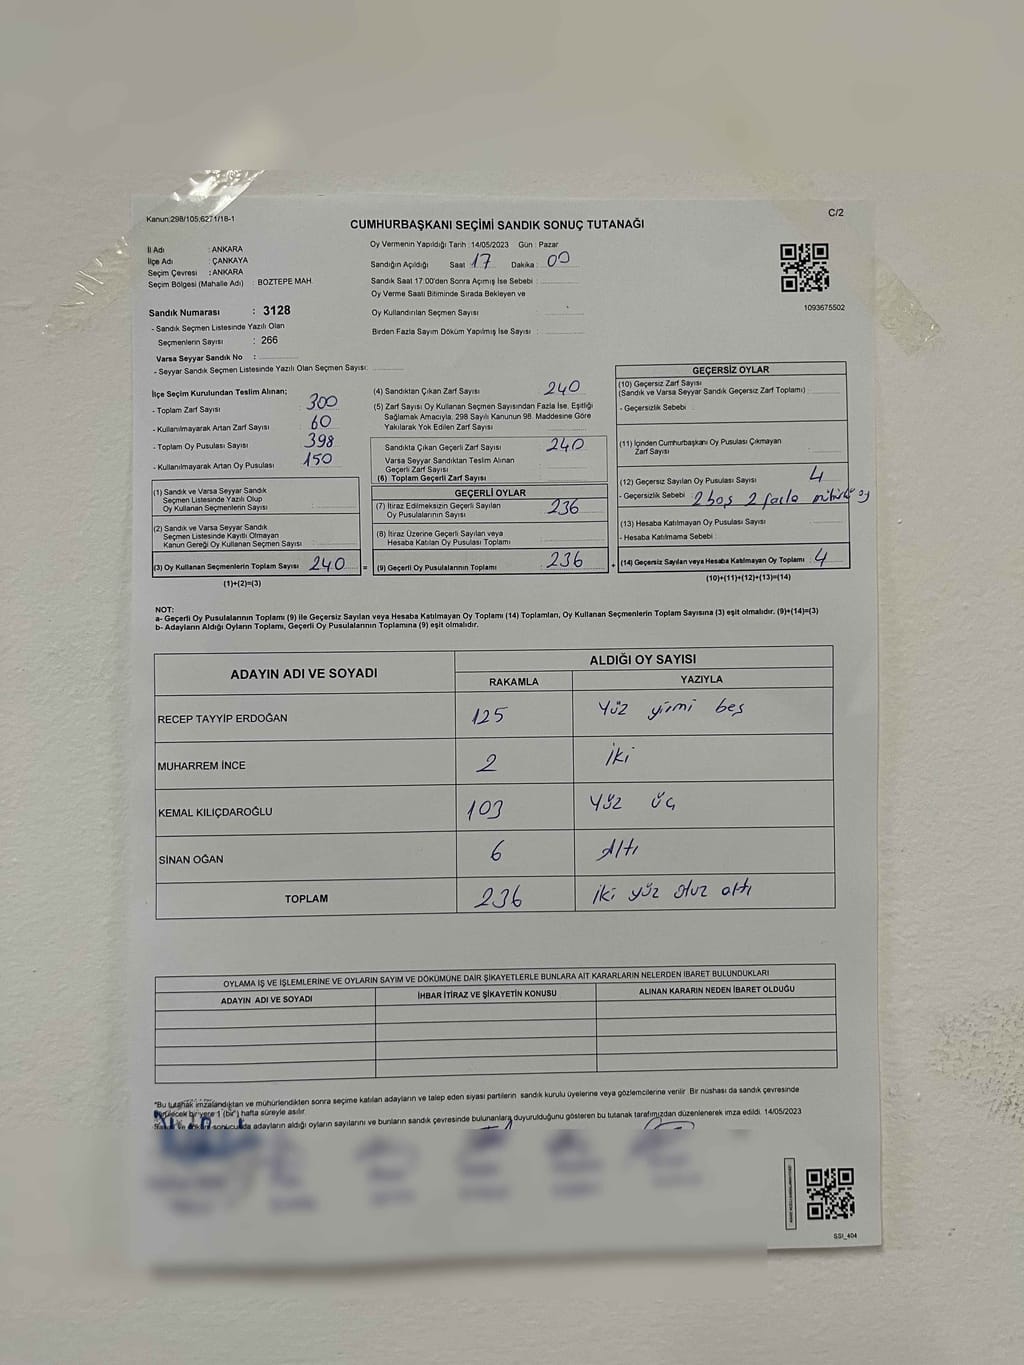 Kanun:298/105,6271/18-1
C/2
CUMHURBAŞKANI SEÇİMİ SANDIK SONUÇ TUTANAĞI
İl Adı : ANKARA
İlçe Adı : ÇANKAYA
Seçim Çevresi : ANKARA
Seçim Bölgesi (Mahalle Adı) : BOZTEPE MAH.
Oy Vermenin Yapıldığı Tarih : 14/05/2023 Gün : Pazar
Sandığın Açıldığı Saat 17 Dakika : 00
Sandık Saat 17:00'den Sonra Açımış İse Sebebi :
Oy Verme Saati Bitiminde Sırada Bekleyen ve
Oy Kullandırılan Seçmen Sayısı
Birden Fazla Sayım Döküm Yapılmış İse Sayısı :
1093675502
Sandık Numarası : 3128
- Sandık Seçmen Listesinde Yazılı Olan
Seçmenlerin Sayısı : 266
Varsa Seyyar Sandık No :
- Seyyar Sandık Seçmen Listesinde Yazılı Olan Seçmen Sayısı:
İlçe Seçim Kurulundan Teslim Alınan;
- Toplam Zarf Sayısı 300
- Kullanılmayarak Artan Zarf Sayısı 60
- Toplam Oy Pusulası Sayısı 398
- Kullanılmayarak Artan Oy Pusulası 150
(1) Sandık ve Varsa Seyyar Sandık
Seçmen Listesinde Yazılı Olup
Oy Kullanan Seçmenlerin Sayısı :
(2) Sandık ve Varsa Seyyar Sandık
Seçmen Listesinde Kayıtlı Olmayan
Kanun Gereği Oy Kullanan Seçmen Sayısı
(3) Oy Kullanan Seçmenlerin Toplam Sayısı 240 =
(1)+(2)=(3)
(4) Sandıktan Çıkan Zarf Sayısı 240
(5) Zarf Sayısı Oy Kullanan Seçmen Sayısından Fazla İse, Eşitliği
Sağlamak Amacıyla, 298 Sayılı Kanunun 98. Maddesine Göre
Yakılarak Yok Edilen Zarf Sayısı
Sandıkta Çıkan Geçerli Zarf Sayısı 240
Varsa Seyyar Sandıktan Teslim Alınan
Geçerli Zarf Sayısı
(6) Toplam Geçerli Zarf Sayısı
GEÇERLİ OYLAR
(7) İtiraz Edilmeksizin Geçerli Sayılan
Oy Pusulalarının Sayısı 236
(8) İtiraz Üzerine Geçerli Sayılan veya
Hesaba Katılan Oy Pusulası Toplamı
(9) Geçerli Oy Pusulalarının Toplamı 236 +
GEÇERSİZ OYLAR
(10) Geçersiz Zarf Sayısı
(Sandık ve Varsa Seyyar Sandık Geçersiz Zarf Toplamı)
- Geçersizlik Sebebi
(11) İçinden Cumhurbaşkanı Oy Pusulası Çıkmayan
Zarf Sayısı
(12) Geçersiz Sayılan Oy Pusulası Sayısı 4
- Geçersizlik Sebebi : 2 boş 2 fazla mühürlü oy
(13) Hesaba Katılmayan Oy Pusulası Sayısı
- Hesaba Katılmama Sebebi
(14) Geçersiz Sayılan veya Hesaba Katılmayan Oy Toplamı : 4
(10)+(11)+(12)+(13)=(14)
NOT:
a- Geçerli Oy Pusulalarının Toplamı (9) ile Geçersiz Sayılan veya Hesaba Katılmayan Oy Toplamı (14) Toplamları, Oy Kullanan Seçmenlerin Toplam Sayısına (3) eşit olmalıdır. (9)+(14)=(3)
b- Adayların Aldığı Oyların Toplamı, Geçerli Oy Pusulalarının Toplamına (9) eşit olmalıdır.
ADAYIN ADI VE SOYADI
ALDIĞI OY SAYISI
RAKAMLA YAZIYLA
RECEP TAYYİP ERDOĞAN 125 Yüz yirmi beş
MUHARREM İNCE 2 İki
KEMAL KILIÇDAROĞLU 103 Yüz üç
SİNAN OĞAN 6 Altı
TOPLAM 236 İki yüz otuz altı
OYLAMA İŞ VE İŞLEMLERİNE VE OYLARIN SAYIM VE DÖKÜMÜNE DAİR ŞİKAYETLERLE BUNLARA AİT KARARLARIN NELERDEN İBARET BULUNDUKLARI
ADAYIN ADI VE SOYADI İHBAR İTİRAZ VE ŞİKAYETİN KONUSU ALINAN KARARIN NEDEN İBARET OLDUĞU
"Bu tutanak imzalandıktan ve mühürlendikten sonra seçime katılan adayların ve talep eden siyasi partilerin sandık kurulu üyelerine veya gözlemcilerine verilir. Bir nüshası da sandık çevresinde
bir yere 1 (bir) hafta süreyle asılır.
adayların aldığı oyların sayılarını ve bunların sandık çevresinde bulunanlara duyurulduğunu gösteren bu tutanak tarafımızdan düzenlenerek imza edildi. 14/05/2023
SSI_404